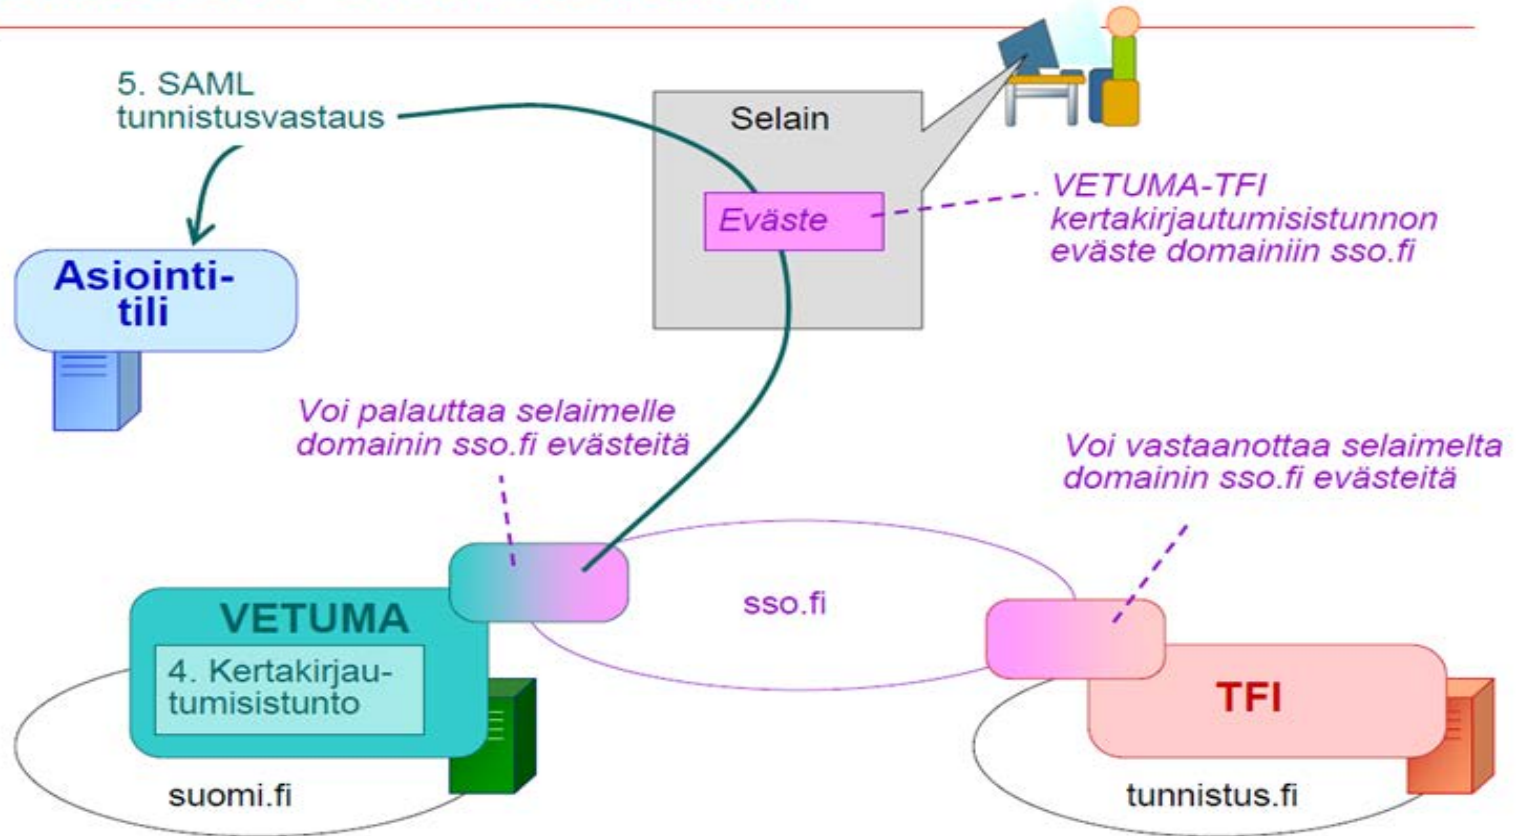 5. SAML
tunnistusvastaus
Selain
Eväste
VETUMA-TFI
kertakirjautumisistunnon
eväste domainiin sso.fi
Asiointi-
tili
Voi palauttaa selaimelle
domainin sso.fi evästeitä
Voi vastaanottaa selaimelta
domainin sso.fi evästeitä
sso.fi
VETUMA
4. Kertakirjau-
tumisistunto
TFI
suomi.fi
tunnistus.fi